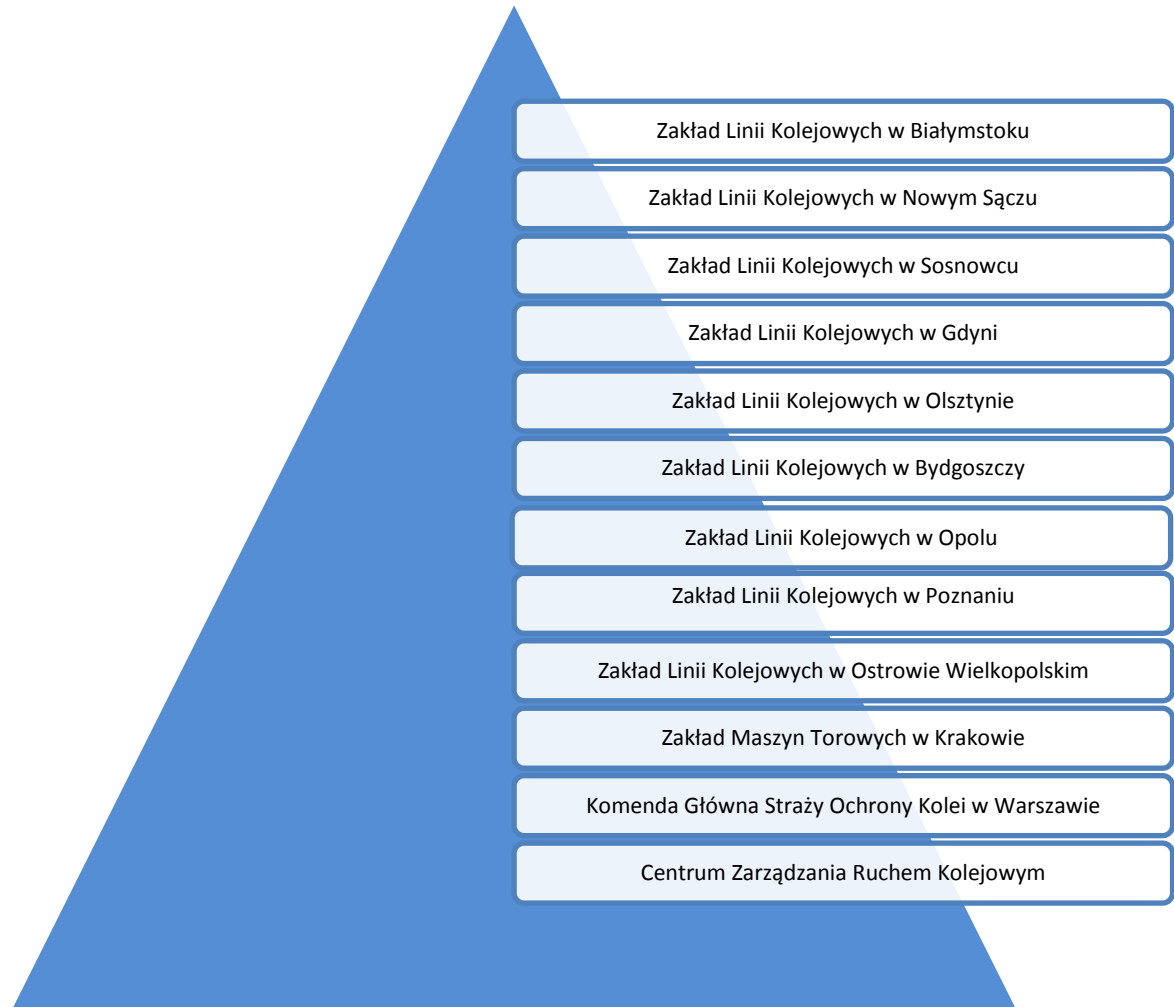 Zakład Linii Kolejowych w Białymstoku
Zakład Linii Kolejowych w Nowym Sączu
Zakład Linii Kolejowych w Sosnowcu
Zakład Linii Kolejowych w Gdyni
Zakład Linii Kolejowych w Olsztynie
Zakład Linii Kolejowych w Bydgoszczy
Zakład Linii Kolejowych w Opolu
Zakład Linii Kolejowych w Poznaniu
Zakład Linii Kolejowych w Ostrowie Wielkopolskim
Zakład Maszyn Torowych w Krakowie
Komenda Główna Straży Ochrony Kolei w Warszawie
Centrum Zarządzania Ruchem Kolejowym